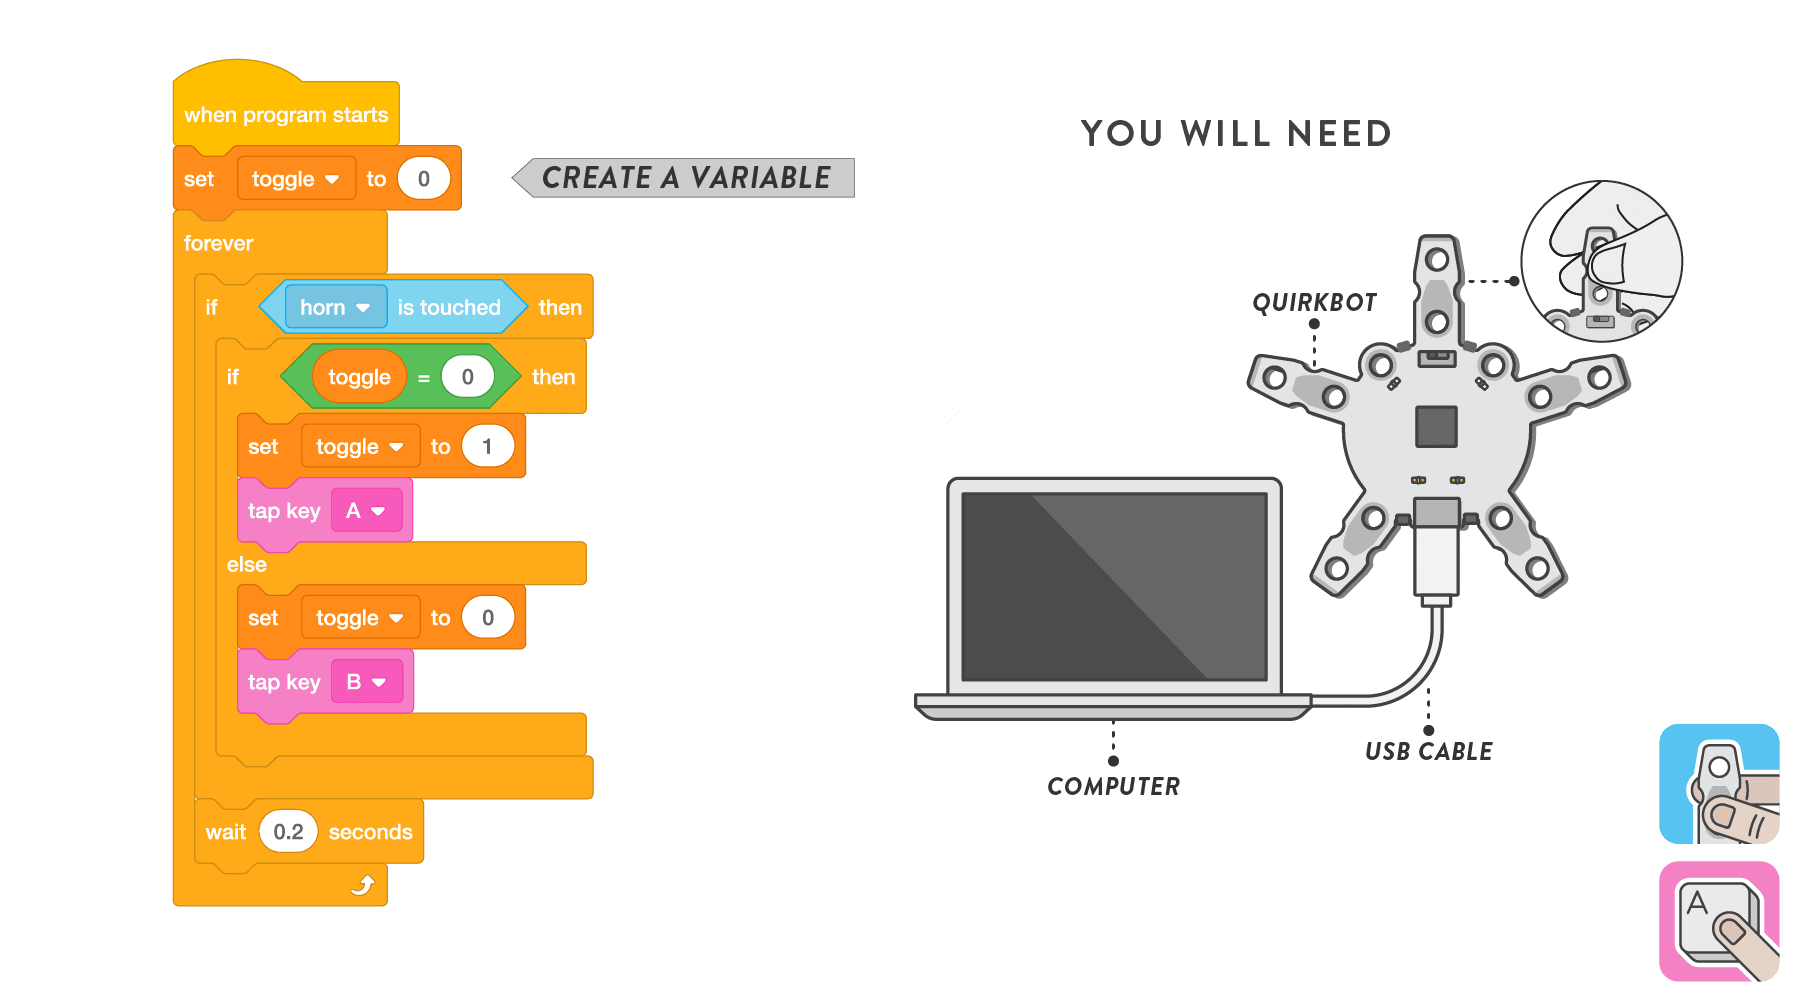 when program starts
set toggle to 0
CREATE A VARIABLE
forever
if horn is touched then
if toggle = 0 then
set toggle to 1
tap key A
else
set toggle to 0
tap key B
wait 0.2 seconds
YOU WILL NEED
QUIRKBOT
USB CABLE
COMPUTER
A